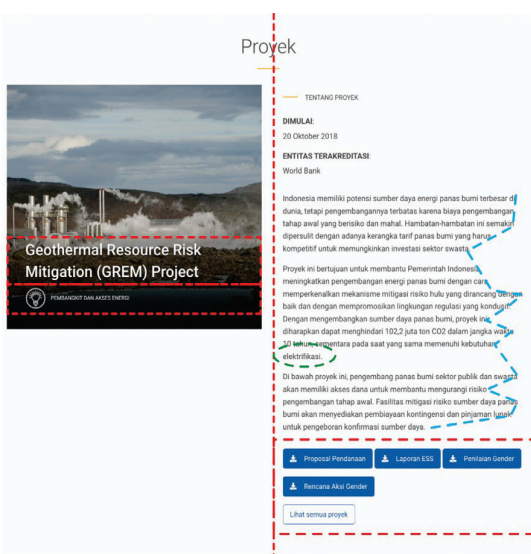 Proyek
Geothermal Resource Risk
Mitigation (GREM) Project
PEMBANGKIT DAN AKSES ENERGI
TENTANG PROYEK
DIMULAI:
20 Oktober 2018
ENTITAS TERAKREDITASI:
World Bank
Indonesia memiliki potensi sumber daya energi panas bumi terbesar di
dunia, tetapi pengembangannya terbatas karena biaya pengembangan
tahap awal yang berisiko dan mahal. Hambatan-hambatan ini semakin
dipersulit dengan adanya kerangka tarif panas bumi yang harus
kompetitif untuk memungkinkan investasi sektor swasta.
Proyek ini bertujuan untuk membantu Pemerintah Indonesia
meningkatkan pengembangan energi panas bumi dengan cara
memperkenalkan mekanisme mitigasi risiko hulu yang dirancang dengan
baik dan dengan mempromosikan lingkungan regulasi yang kondusif.
Dengan mengembangkan sumber daya panas bumi, proyek ini
diharapkan dapat menghindari 102,2 juta ton CO2 dalam jangka waktu
10 tahun, sementara pada saat yang sama memenuhi kebutuhan
elektrifikasi.
Di bawah proyek ini, pengembang panas bumi sektor publik dan swasta
akan memiliki akses dana untuk membantu mengurangi risiko
pengembangan tahap awal. Fasilitas mitigasi risiko sumber daya panas
bumi akan menyediakan pembiayaan kontingensi dan pinjaman lunak
untuk pengeboran konfirmasi sumber daya.
Proposal Pendanaan
Laporan ESS
Penilaian Gender
Rencana Aksi Gender
Lihat semua proyek